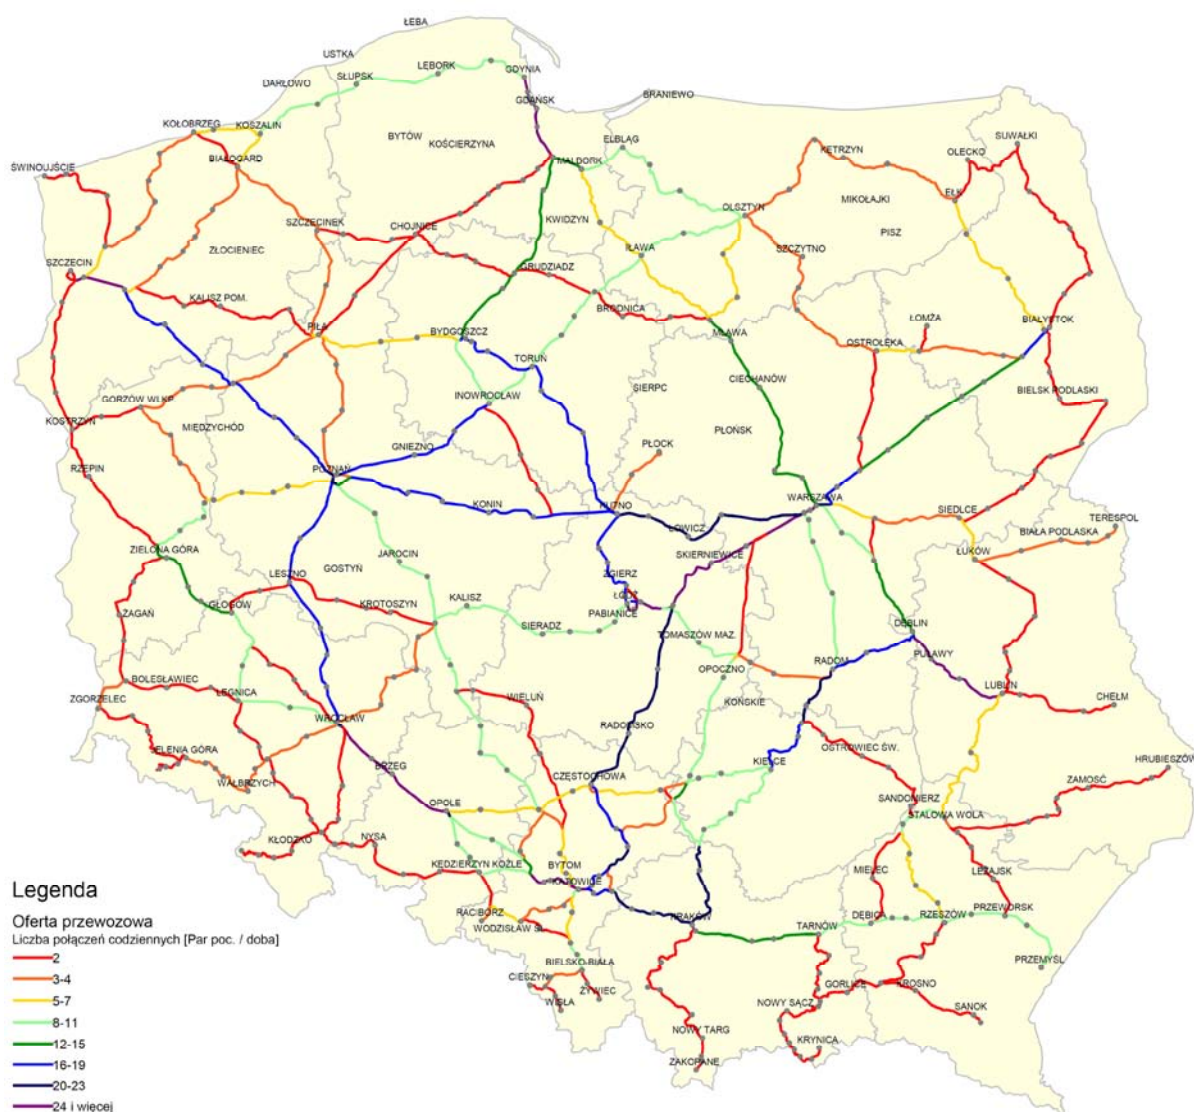 ŁEBA
USTKA
LĘBORK
GDYNIA
DARŁOWO
SŁUPSK
GDAŃSK
BRANIEWO
KOŁOBRZEG
KOSZALIN
BYTÓW
KOŚCIERZYNA
ELBLĄG
SUWAŁKI
KĘTRZYN
OLECKO
ŚWINOUJŚCIE
BIAŁOGARD
MALBORK
EŁK
MIKOŁAJKI
SZCZECINEK
CHOJNICE
KWIDZYN
OLSZTYN
PISZ
ZŁOCIENIEC
IŁAWA
SZCZYTNO
SZCZECIN
GRUDZIADZ
KALISZ POM.
BRODNICA
ŁOMŻA
BIAŁYSTOK
PIŁA
BYDGOSZCZ
MŁAWA
OSTROŁĘKA
TORUŃ
CIECHANÓW
SIERPC
BIELSK PODLASKI
GORZÓW WLKP.
INOWROCŁAW
KOSTRZYN
MIĘDZYCHÓD
PŁOŃSK
GNIEZNO
PŁOCK
RZEPIN
POZNAŃ
KONIN
WARSZAWA
KUTNO
SIEDLCE
TERESPOL
ŁOWICZ
BIAŁA PODLASKA
ZIELONA GÓRA
JAROCIN
SKIERNIEWICE
ŁUKÓW
GOSTYŃ
LESZNO
ZGIERZ
ŻAGAŃ
GŁOGÓW
KROTOSZYN
KALISZ
ŁÓDŹ
PABIANICE
SIERADZ
TOMASZÓW MAZ.
DĘBLIN
PUŁAWY
RADOM
OPOCZNO
BOLESŁAWIEC
ZGORZELEC
LEGNICA
WIELUŃ
KOŃSKIE
LUBLIN
CHEŁM
WROCŁAW
RADOMSKO
JELENIA GÓRA
OSTROWIEC ŚW.
BRZEG
KIELCE
HRUBIESZÓW
WAŁBRZYCH
CZĘSTOCHOWA
ZAMOŚĆ
OPOLE
SANDOMIERZ
STALOWA WOLA
KŁODZKO
NYSA
KĘDZIERZYN KOŹLE
BYTOM
MIELEC
LEŻAJSK
Legenda
KATOWICE
Oferta przewozowa
RACIBÓRZ
KRAKÓW
DĘBICA
RZESZÓW
PRZEWORSK
WODZISŁAW ŚL.
TARNÓW
Liczba połączeń codziennych [Par poc. / doba]
2
BIELSKO-BIAŁA
PRZEMYŚL
3-4
CIESZYN
ŻYWIEC
GORLICE
KROSNO
5-7
WISŁA
NOWY SĄCZ
SANOK
8-11
NOWY TARG
12-15
KRYNICA
16-19
ZAKOPANE
20-23
24 i więcej